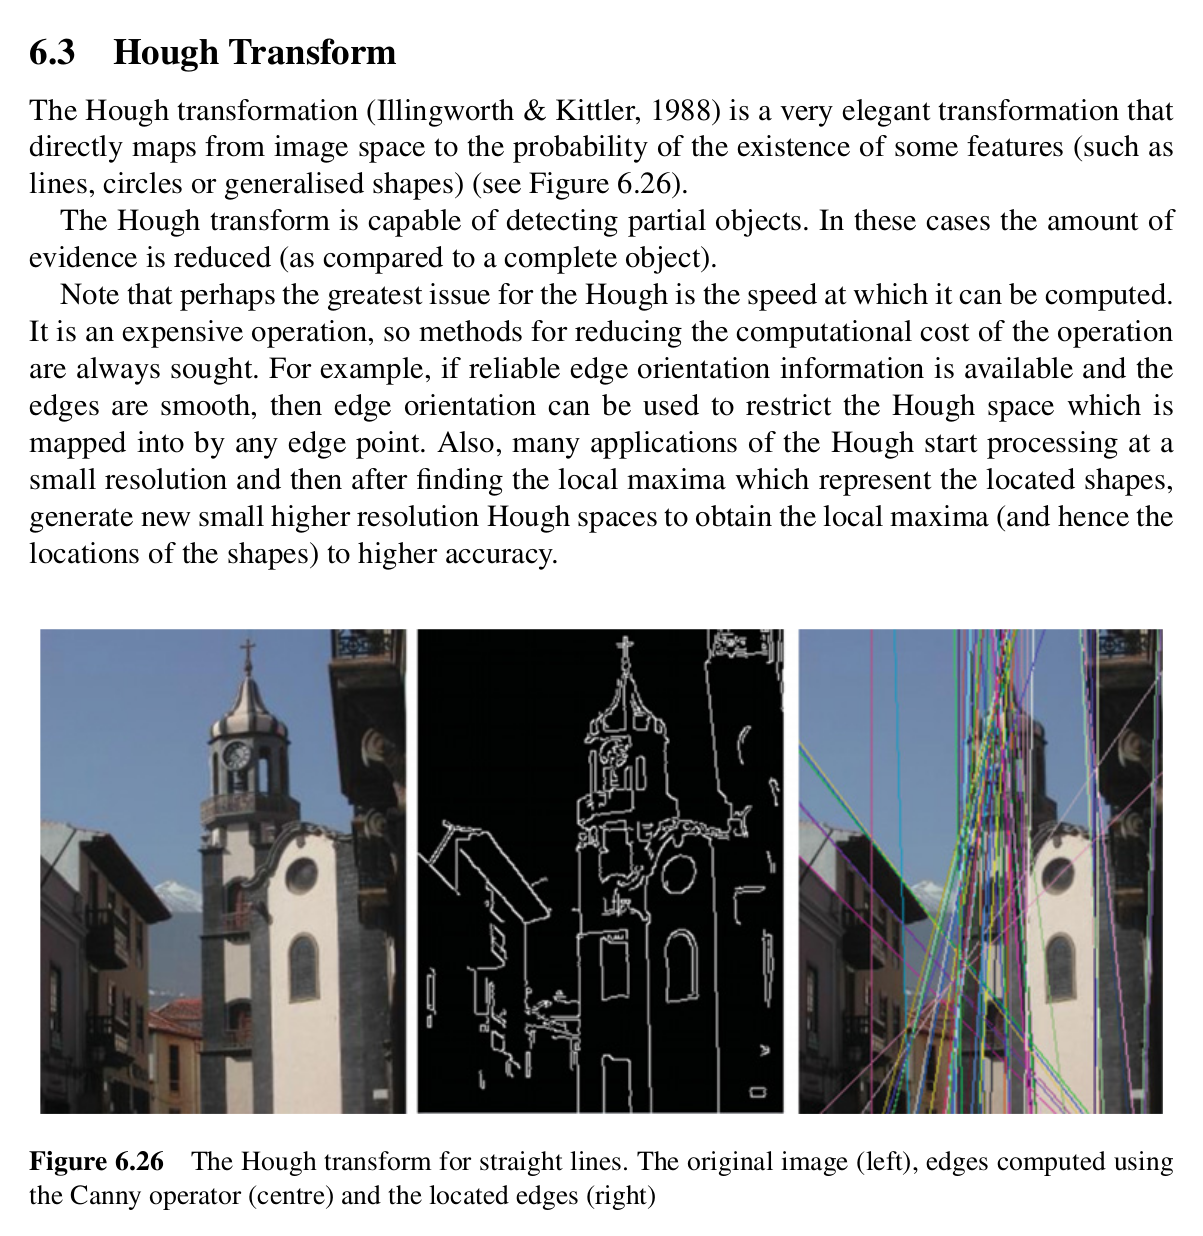 6.3 Hough Transform
The Hough transformation (Illingworth & Kittler, 1988) is a very elegant transformation that
directly maps from image space to the probability of the existence of some features (such as
lines, circles or generalised shapes) (see Figure 6.26).
The Hough transform is capable of detecting partial objects. In these cases the amount of
evidence is reduced (as compared to a complete object).
Note that perhaps the greatest issue for the Hough is the speed at which it can be computed.
It is an expensive operation, so methods for reducing the computational cost of the operation
are always sought. For example, if reliable edge orientation information is available and the
edges are smooth, then edge orientation can be used to restrict the Hough space which is
mapped into by any edge point. Also, many applications of the Hough start processing at a
small resolution and then after finding the local maxima which represent the located shapes,
generate new small higher resolution Hough spaces to obtain the local maxima (and hence the
locations of the shapes) to higher accuracy.
Figure 6.26 The Hough transform for straight lines. The original image (left), edges computed using
the Canny operator (centre) and the located edges (right)